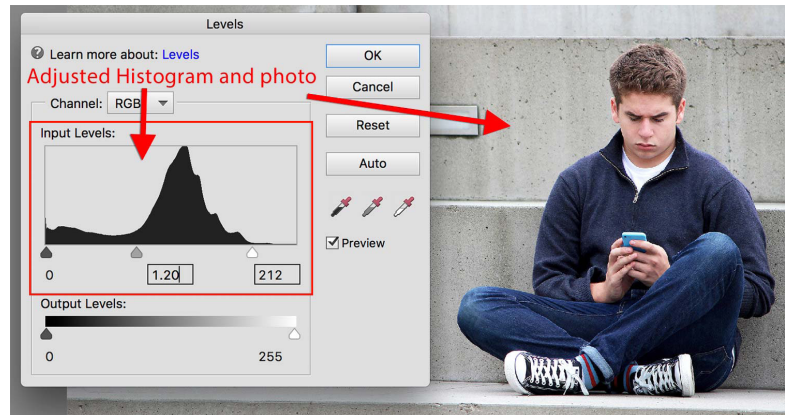 Levels
Learn more about: Levels
OK
Adjusted Histogram and photo
Cancel
Channel: RGB
Reset
Input Levels:
Auto
Preview
0 1.20 212
Output Levels:
0 255